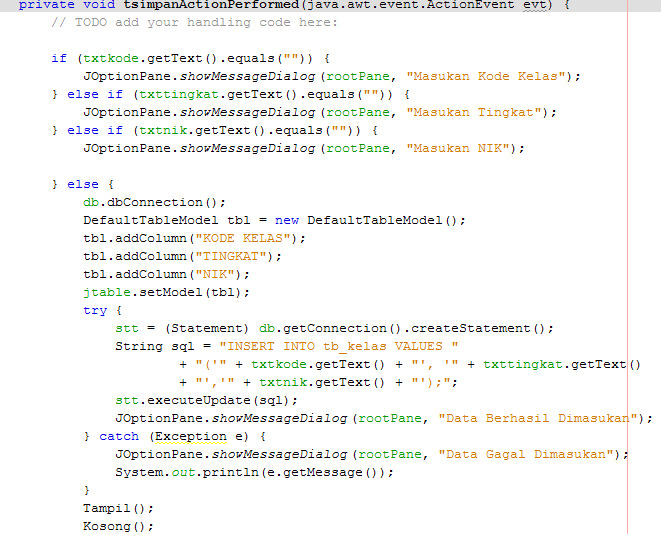 private void tsimpanActionPerformed(java.awt.event.ActionEvent evt) {
// TODO add your handling code here:
if (txtkode.getText().equals("")) {
JOptionPane.showMessageDialog(rootPane, "Masukan Kode Kelas");
} else if (txttingkat.getText().equals("")) {
JOptionPane.showMessageDialog(rootPane, "Masukan Tingkat");
} else if (txtnik.getText().equals("")) {
JOptionPane.showMessageDialog(rootPane, "Masukan NIK");
} else {
db.dbConnection();
DefaultTableModel tbl = new DefaultTableModel();
tbl.addColumn("KODE KELAS");
tbl.addColumn("TINGKAT");
tbl.addColumn("NIK");
jtable.setModel(tbl);
try {
stt = (Statement) db.getConnection().createStatement();
String sql = "INSERT INTO tb_kelas VALUES "
+ "('" + txtkode.getText() + "', '" + txttingkat.getText()
+ "','" + txtnik.getText() + "');";
stt.executeUpdate(sql);
JOptionPane.showMessageDialog(rootPane, "Data Berhasil Dimasukan");
} catch (Exception e) {
JOptionPane.showMessageDialog(rootPane, "Data Gagal Dimasukan");
System.out.println(e.getMessage());
}
Tampil();
Kosong();